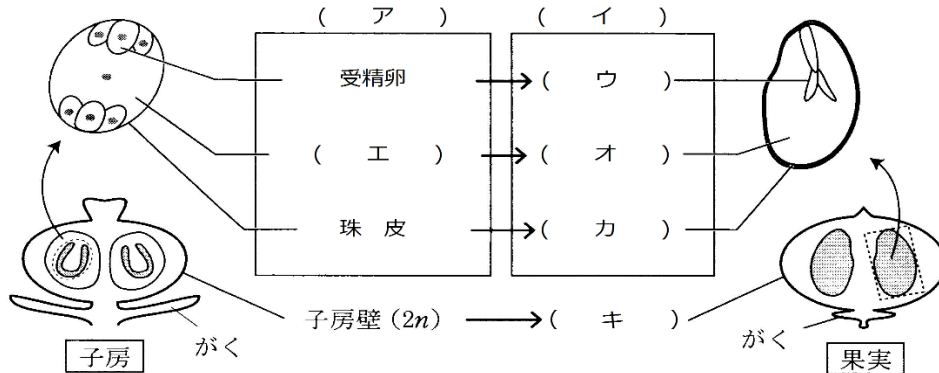 ( ア ) ( イ )
受精卵 → ( ウ )
( エ ) → ( オ )
珠 皮 → ( カ )
子房壁 (2n) → ( キ )
がく がく
子房 果実